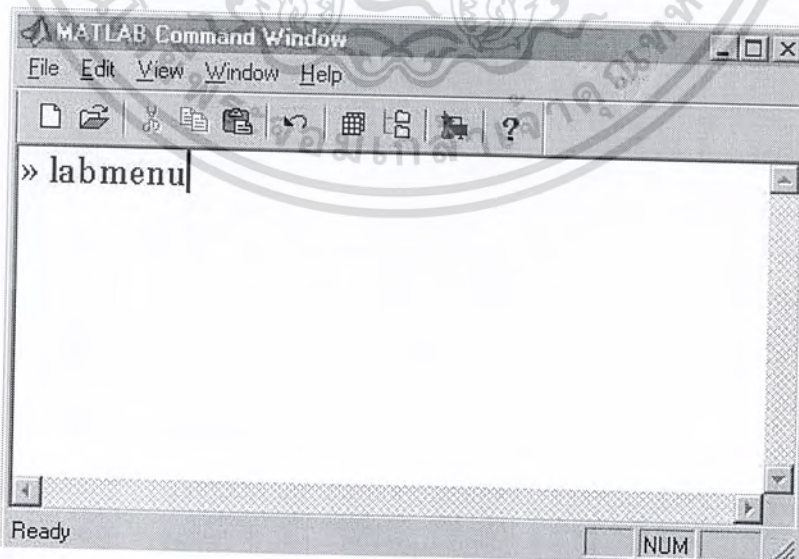 MATLAB Command Window
File Edit View Window Help
» labmenu
Ready
NUM